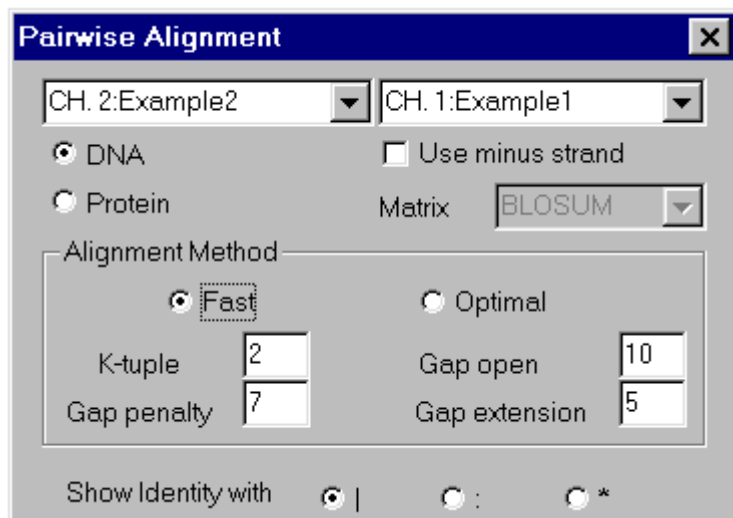 Pairwise Alignment
CH. 2:Example2 CH. 1:Example1
DNA Use minus strand
Protein Matrix BLOSUM
Alignment Method
Fast Optimal
K-tuple 2 Gap open 10
Gap penalty 7 Gap extension 5
Show Identity with | : *